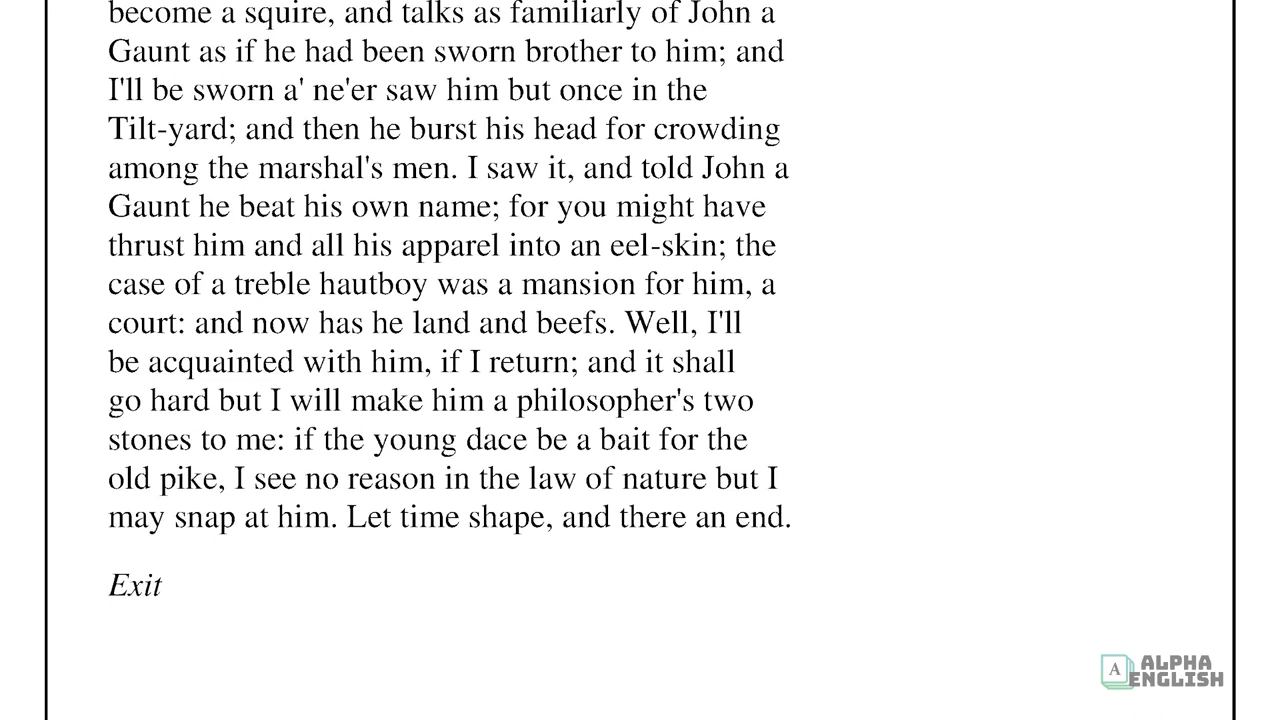 become a squire, and talks as familiarly of John a
Gaunt as if he had been sworn brother to him; and
I'll be sworn a' ne'er saw him but once in the
Tilt-yard; and then he burst his head for crowding
among the marshal's men. I saw it, and told John a
Gaunt he beat his own name; for you might have
thrust him and all his apparel into an eel-skin; the
case of a treble hautboy was a mansion for him, a
court: and now has he land and beefs. Well, I'll
be acquainted with him, if I return; and it shall
go hard but I will make him a philosopher's two
stones to me: if the young dace be a bait for the
old pike, I see no reason in the law of nature but I
may snap at him. Let time shape, and there an end.
Exit
A
ALPHA
ENGLISH